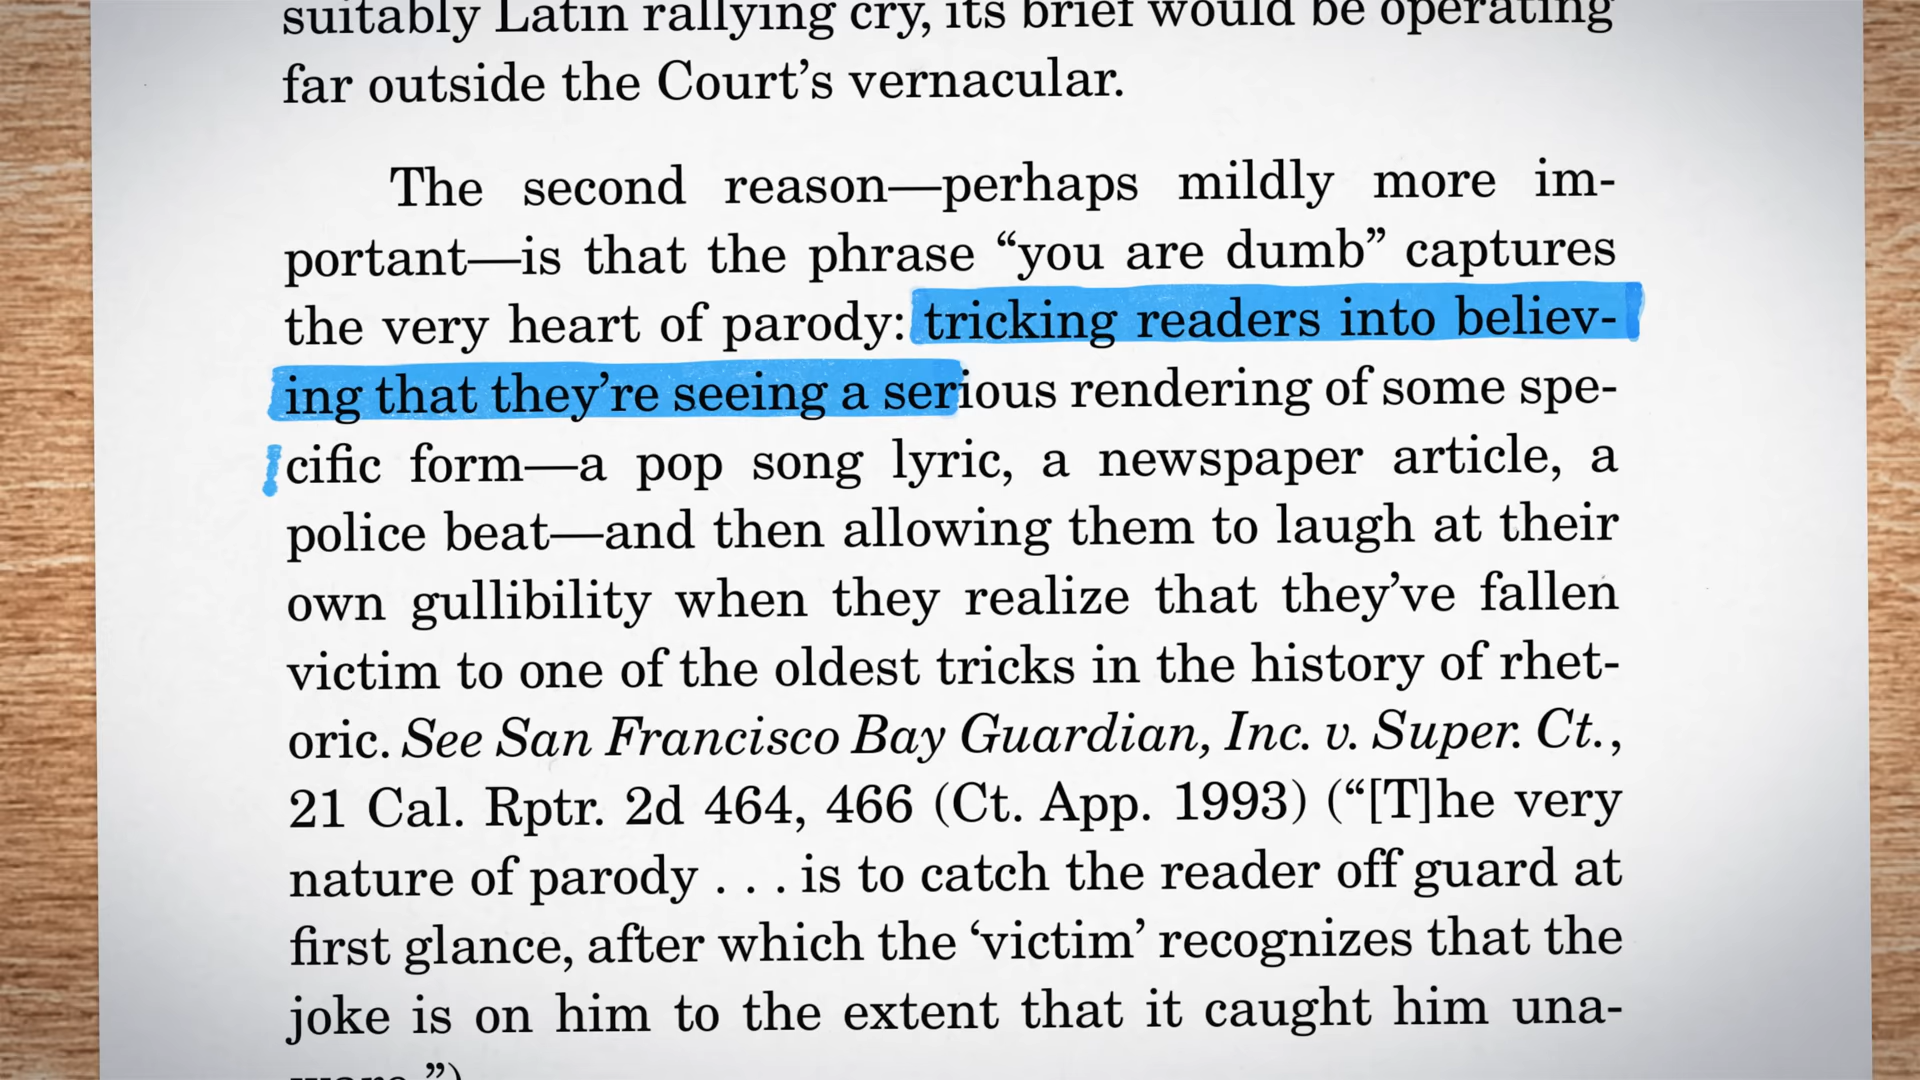 suitably Latin rallying cry, its brief would be operating
far outside the Court’s vernacular.
The second reason—perhaps mildly more im-
portant—is that the phrase “you are dumb” captures
the very heart of parody: tricking readers into believ-
ing that they’re seeing a serious rendering of some spe-
cific form—a pop song lyric, a newspaper article, a
police beat—and then allowing them to laugh at their
own gullibility when they realize that they’ve fallen
victim to one of the oldest tricks in the history of rhet-
oric. See San Francisco Bay Guardian, Inc. v. Super. Ct.,
21 Cal. Rptr. 2d 464, 466 (Ct. App. 1993) (“[T]he very
nature of parody . . . is to catch the reader off guard at
first glance, after which the ‘victim’ recognizes that the
joke is on him to the extent that it caught him una-
ware.”)